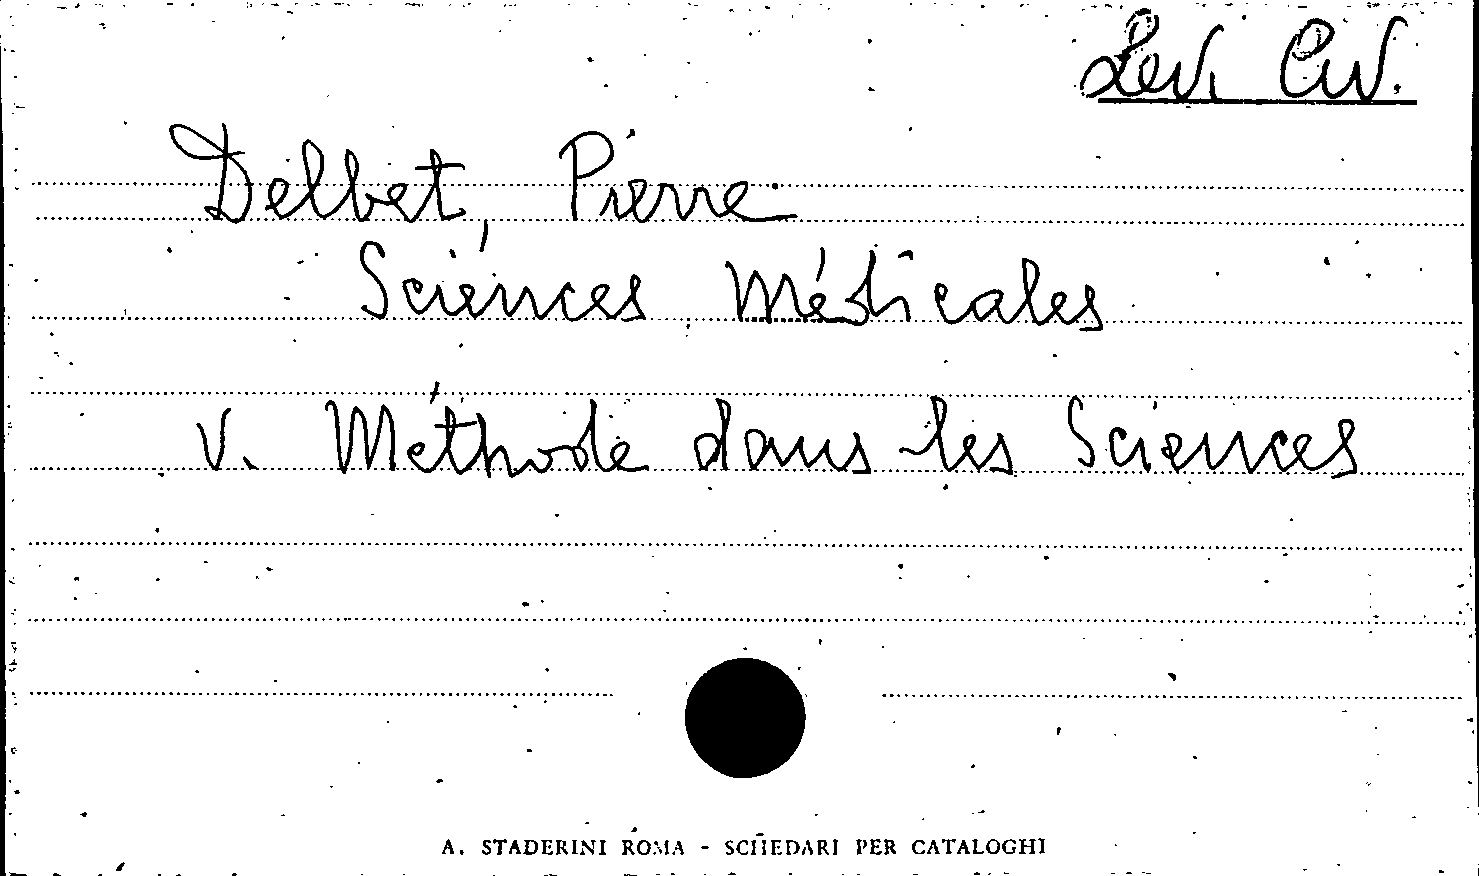 Levi Civ.
Delbet, Pierre
Sciences Médicales
V. Méthode dans les Sciences
A. STADERINI ROMA - SCHEDARI PER CATALOGHI